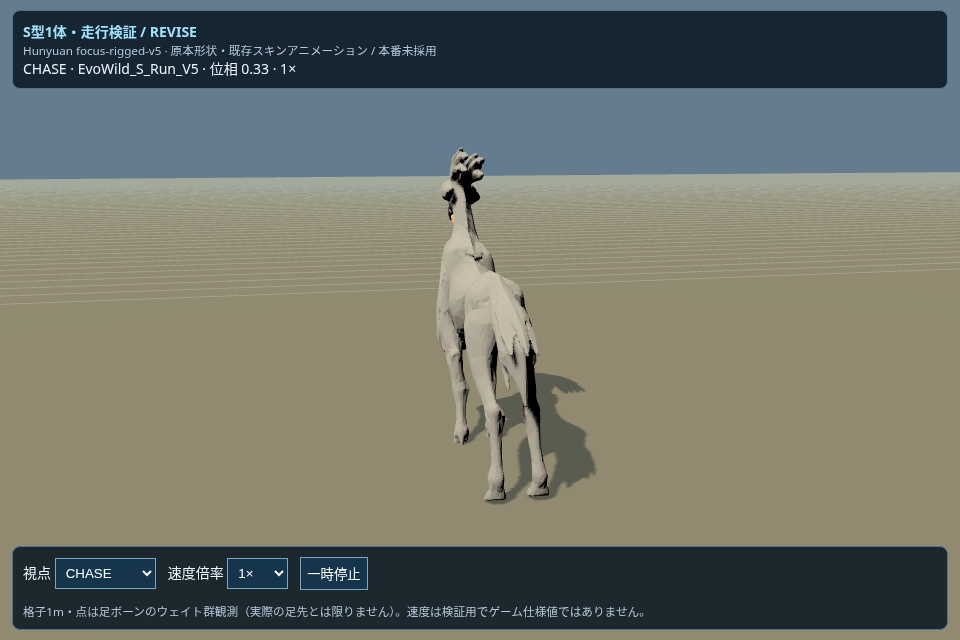 S型1体・走行検証 / REVISE
Hunyuan focus-rigged-v5 · 原本形状・既存スキンアニメーション / 本番未採用
CHASE · EvoWild_S_Run_V5 · 位相 0.33 · 1×
視点 CHASE 速度倍率 1× 一時停止
格子1m・点は足ボーンのウェイト群観測（実際の足先とは限りません）。速度は検証用でゲーム仕様値ではありません。